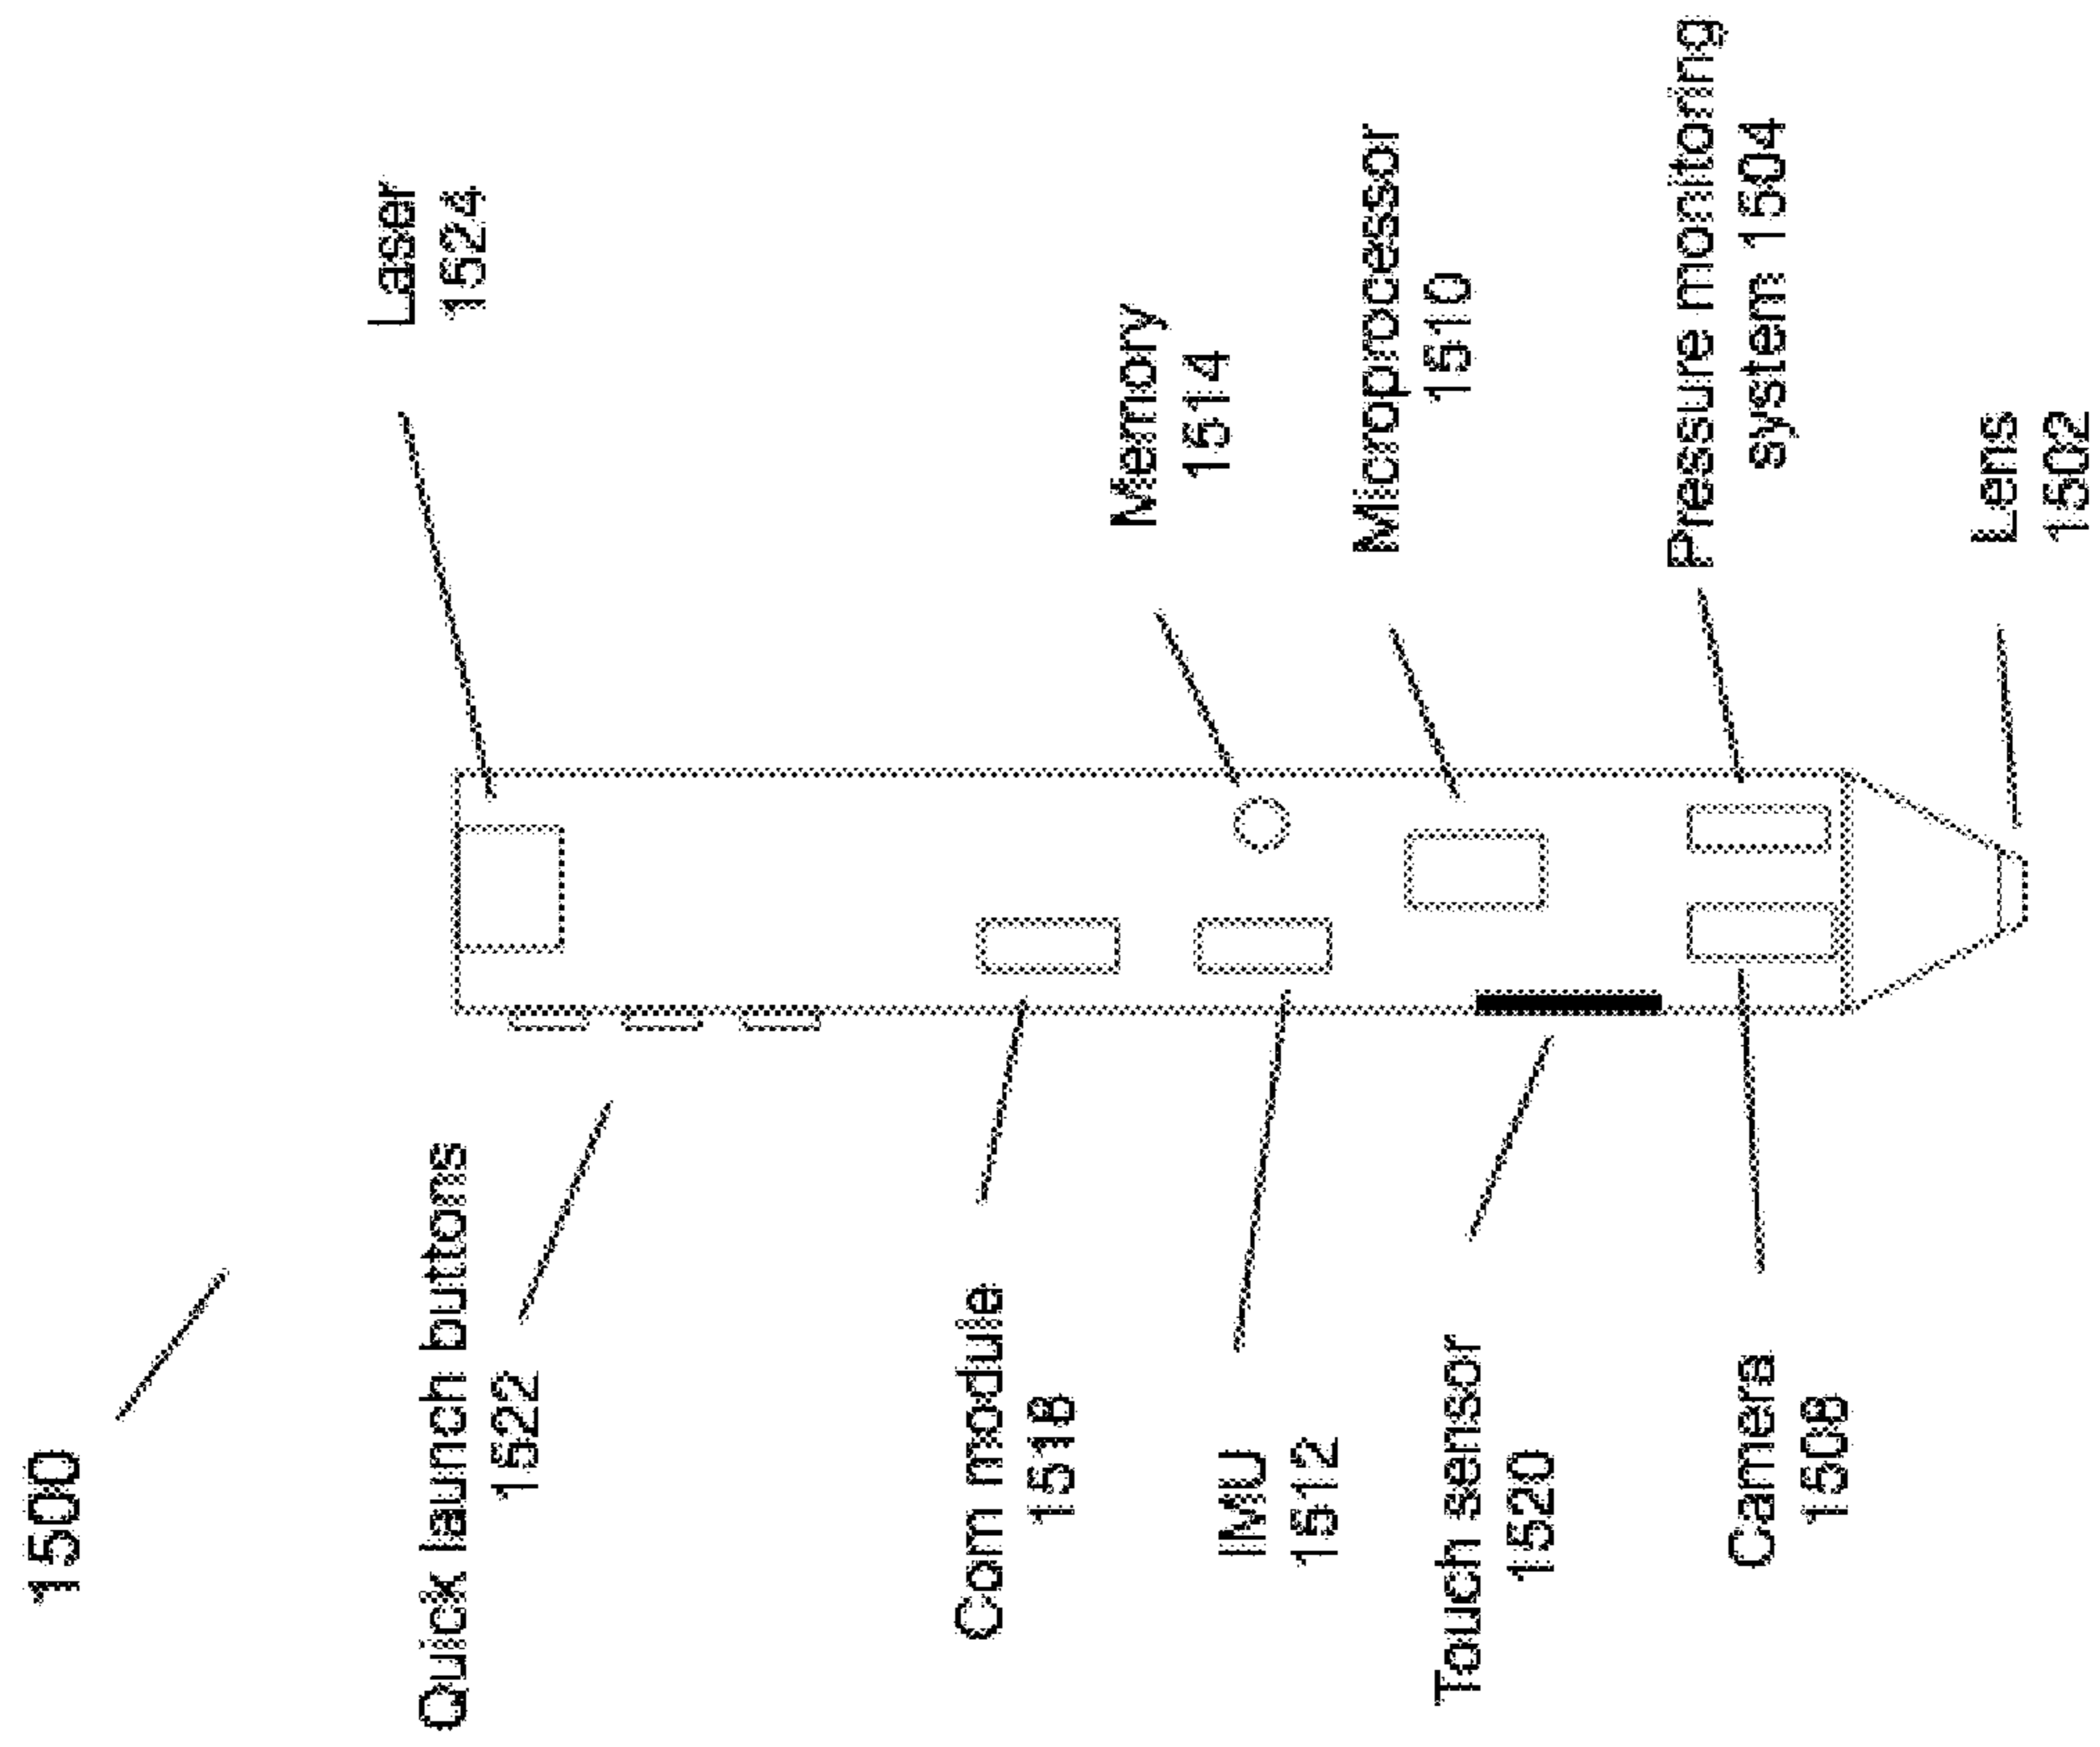 1500
Quick launch buttons
1522
Laser
1524
Com module
1518
Memory
1514
IMU
1512
Microprocessor
1510
Touch sensor
1520
Pressure monitoring
system 1504
Camera
1508
Lens
1502